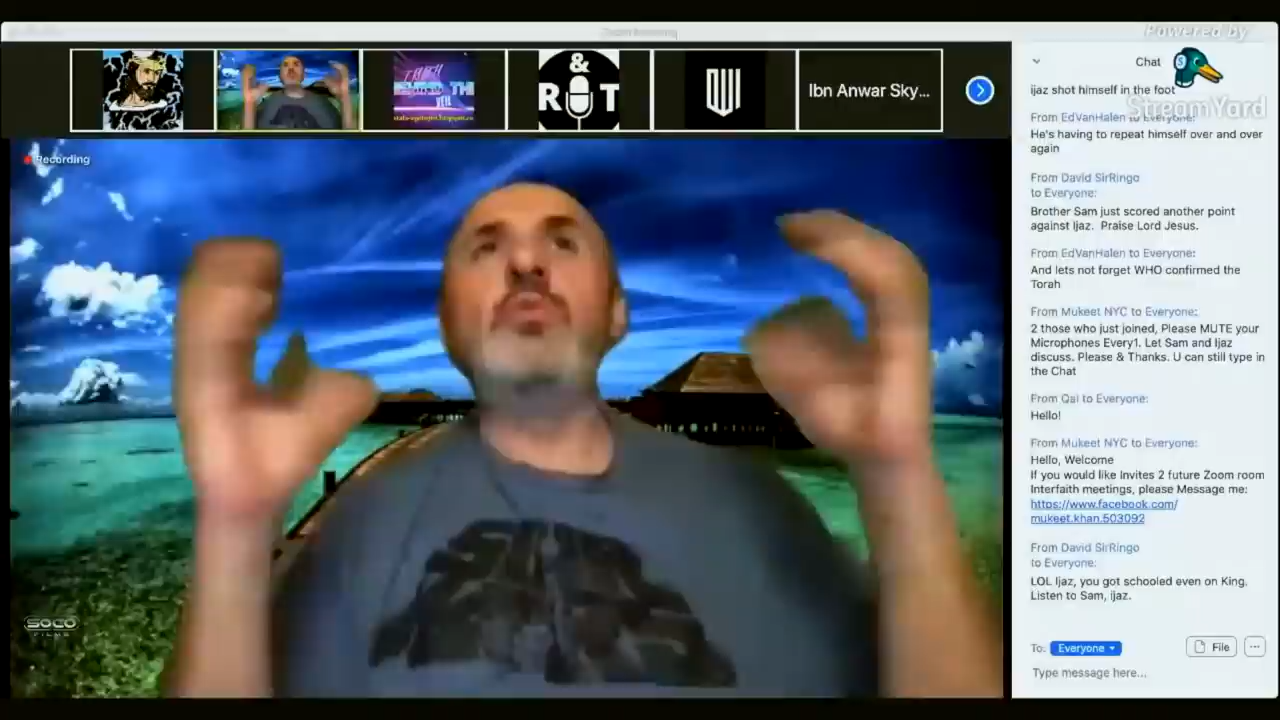 Powered by
StreamYard
Zoom Meeting
TRUTH
BEHIND THE
VEIL
&
R T
Ibn Anwar Sky...
Recording
SOCO
FILMS
Chat
ijaz shot himself in the foot
From EdVanHalen to Everyone:
He's having to repeat himself over and over
again
From David SirRingo
to Everyone:
Brother Sam just scored another point
against Ijaz. Praise Lord Jesus.
From EdVanHalen to Everyone:
And lets not forget WHO confirmed the
Torah
From Mukeet NYC to Everyone:
2 those who just joined, Please MUTE your
Microphones Every1. Let Sam and Ijaz
discuss. Please & Thanks. U can still type in
the Chat
From Qai to Everyone:
Hello!
From Mukeet NYC to Everyone:
Hello, Welcome
If you would like Invites 2 future Zoom room
Interfaith meetings, please Message me:
https://www.facebook.com/
mukeet.khan.503092
From David SirRingo
to Everyone:
LOL Ijaz, you got schooled even on King.
Listen to Sam, ijaz.
To: Everyone
File
Type message here...